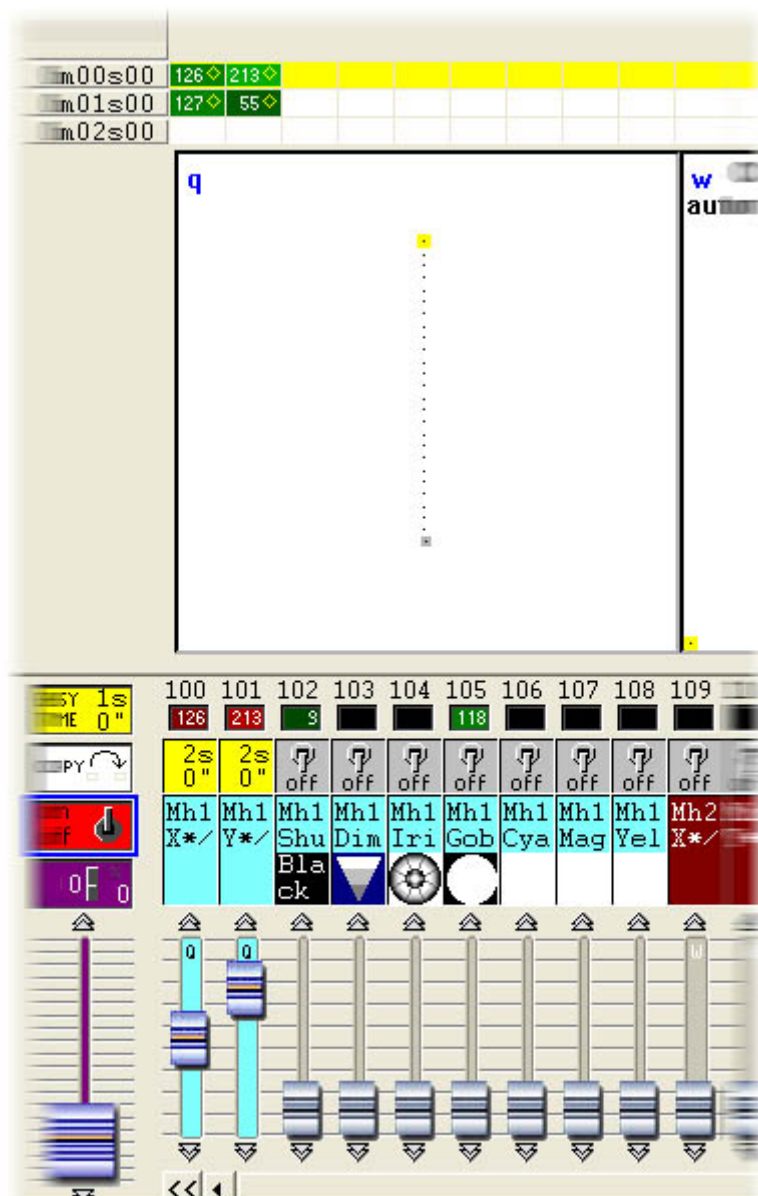 m00s00 126 213
m01s00 127 55
m02s00
q
w
100 101 102 103 104 105 106 107 108 109
126 213 9 118
1s
0"
2s 2s
0" 0"
off off off off off off off off
Mh1 Mh1 Mh1 Mh1 Mh1 Mh1 Mh1 Mh1 Mh1 Mh2
X*/ Y*/ Shu Dim Iri Gob Cya Mag Yel X*/
Bla
ck
0
Q Q W
<<